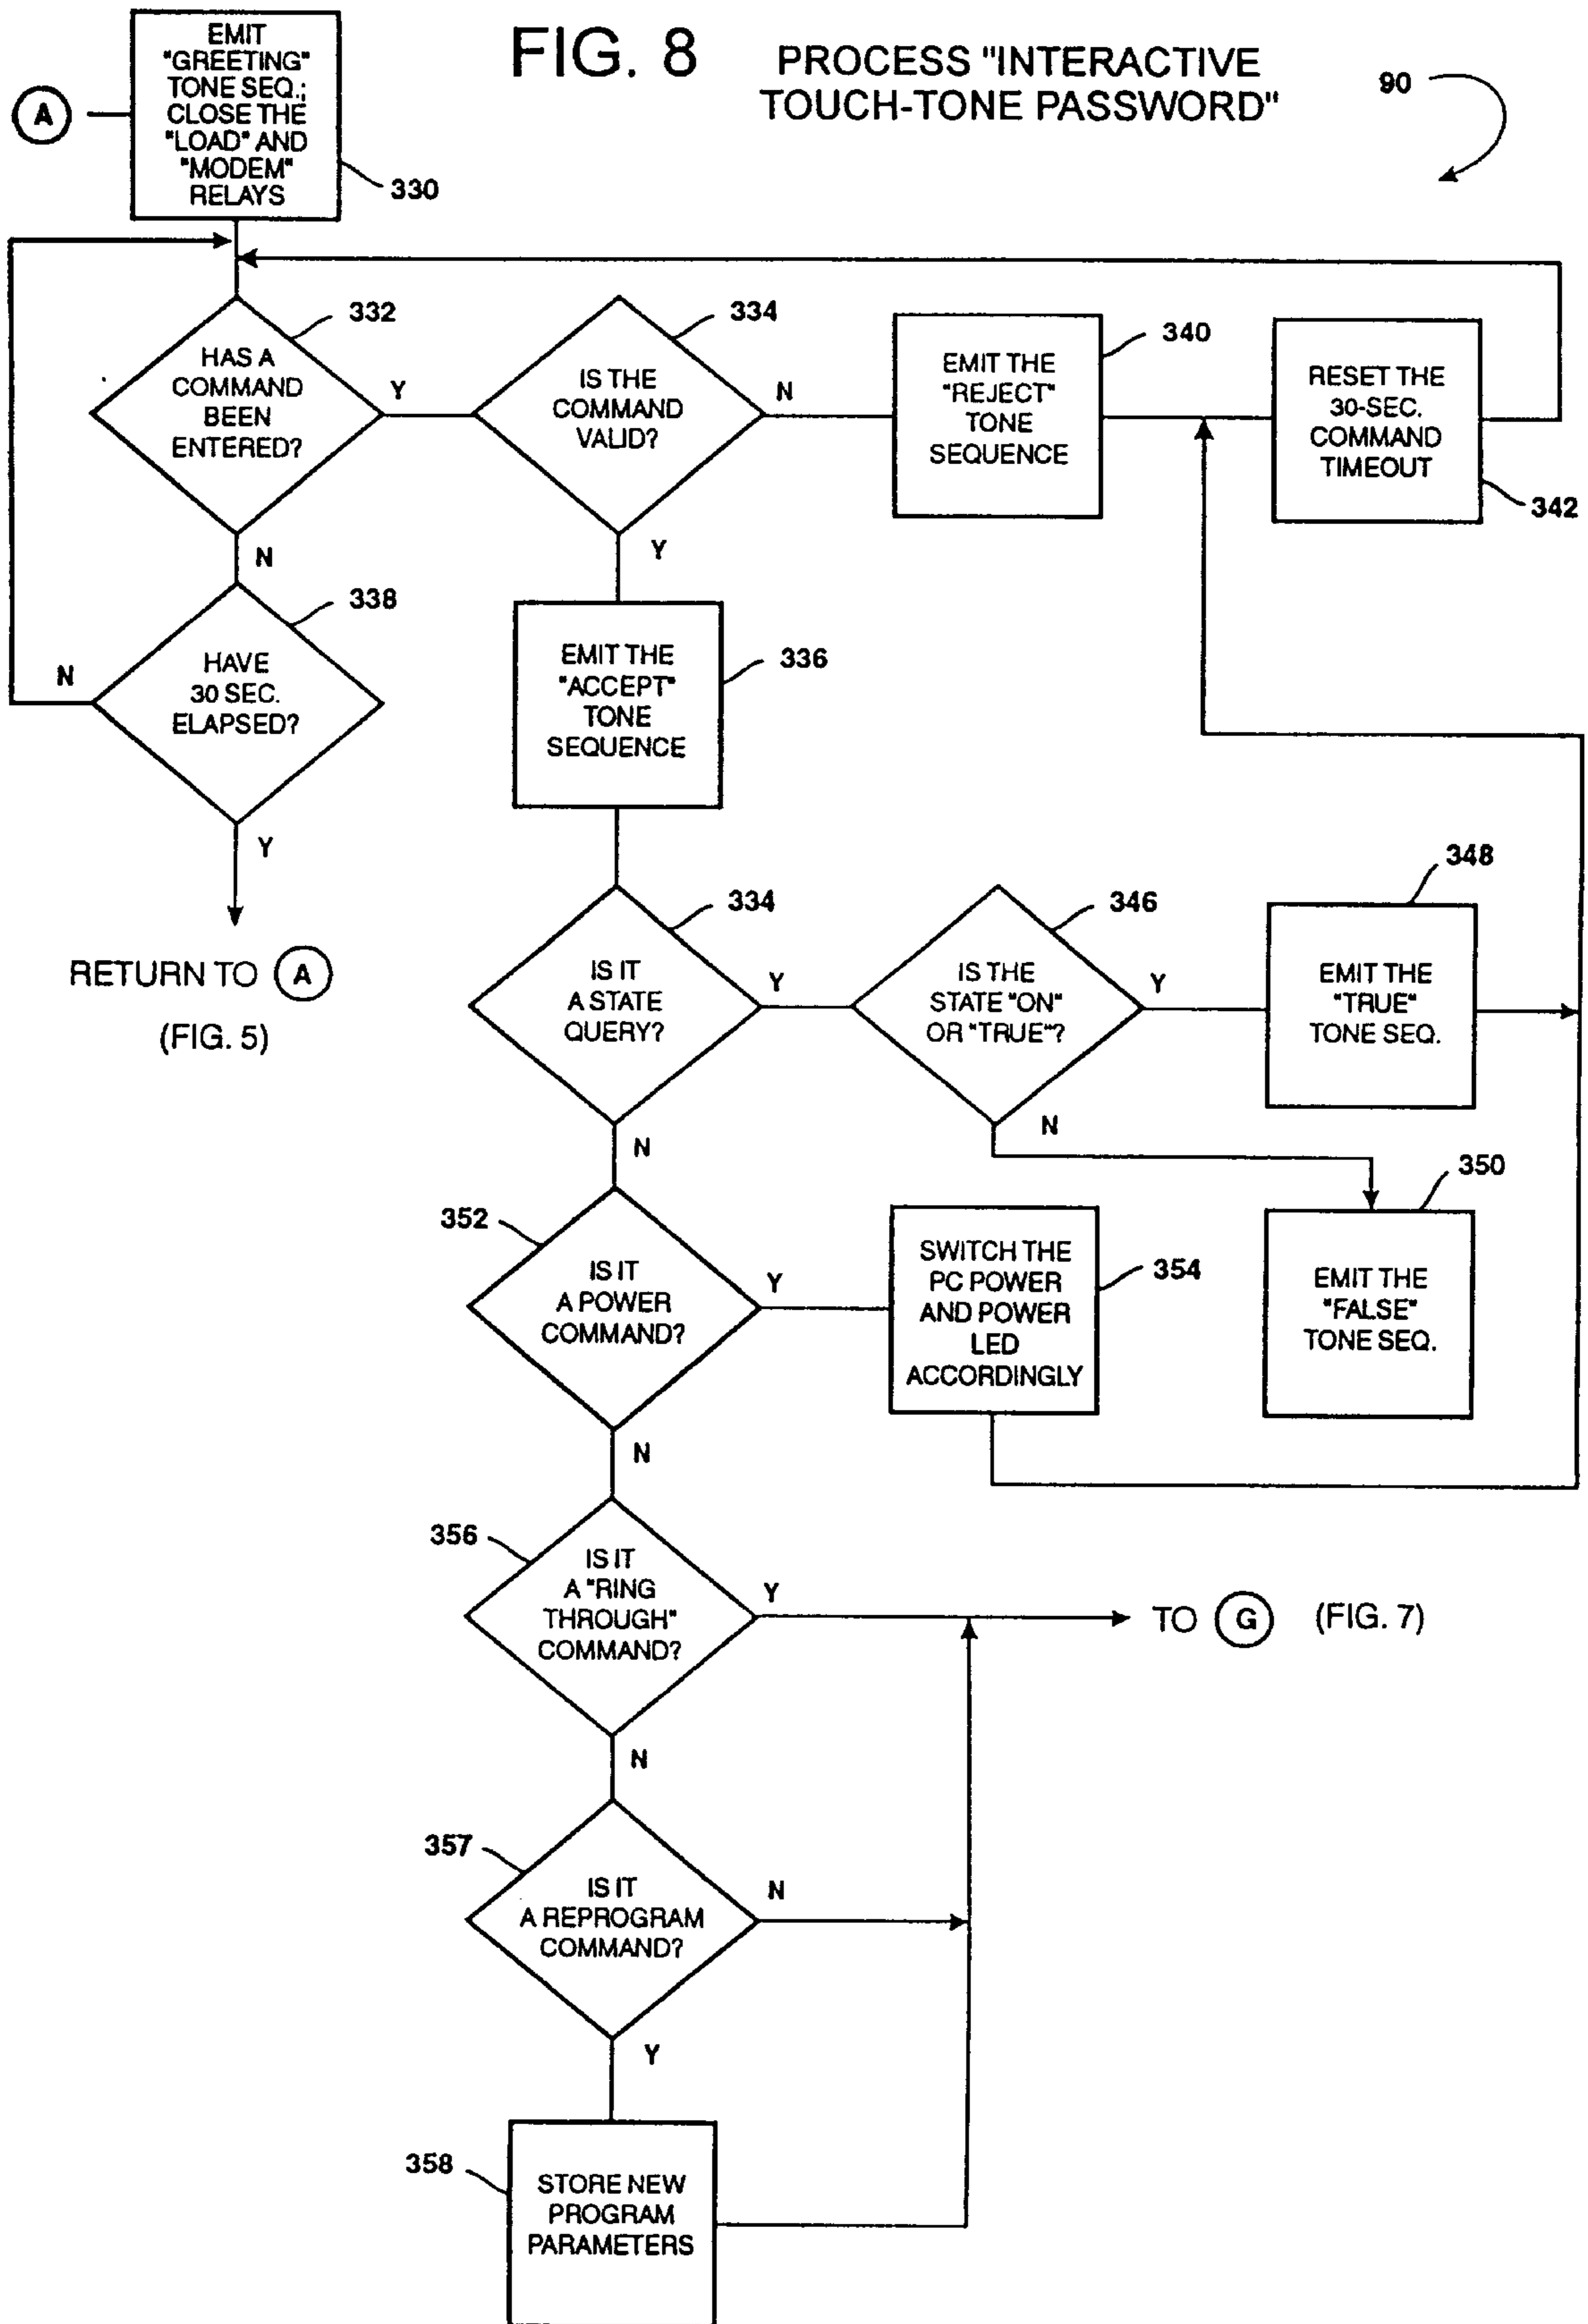 FIG. 8
PROCESS "INTERACTIVE
TOUCH-TONE PASSWORD"
90
A
EMIT
"GREETING"
TONE SEQ.;
CLOSE THE
"LOAD" AND
"MODEM"
RELAYS
330
332
HAS A
COMMAND
BEEN
ENTERED?
Y
N
334
IS THE
COMMAND
VALID?
N
Y
340
EMIT THE
"REJECT"
TONE
SEQUENCE
RESET THE
30-SEC.
COMMAND
TIMEOUT
342
338
HAVE
30 SEC.
ELAPSED?
N
Y
RETURN TO A
(FIG. 5)
336
EMIT THE
"ACCEPT"
TONE
SEQUENCE
334
IS IT
A STATE
QUERY?
Y
N
346
IS THE
STATE "ON"
OR "TRUE"?
Y
N
348
EMIT THE
"TRUE"
TONE SEQ.
350
EMIT THE
"FALSE"
TONE SEQ.
352
IS IT
A POWER
COMMAND?
Y
N
354
SWITCH THE
PC POWER
AND POWER
LED
ACCORDINGLY
356
IS IT
A "RING
THROUGH"
COMMAND?
Y
N
TO G (FIG. 7)
357
IS IT
A REPROGRAM
COMMAND?
N
Y
358
STORE NEW
PROGRAM
PARAMETERS